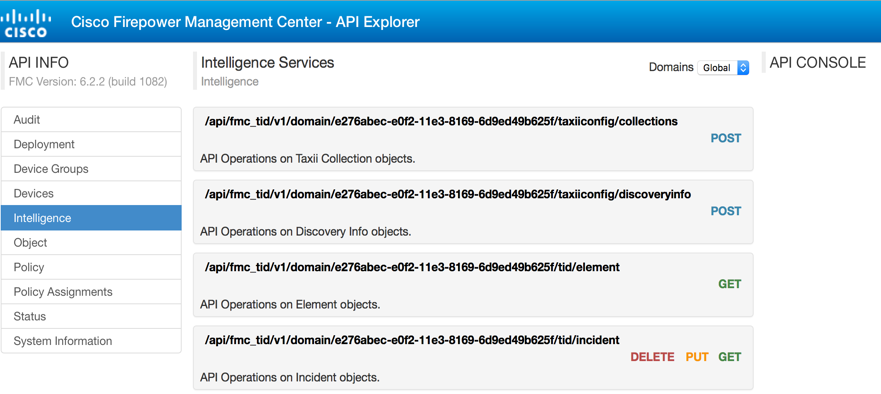 CISCO
Cisco Firepower Management Center - API Explorer
API INFO
FMC Version: 6.2.2 (build 1082)
Audit
Deployment
Device Groups
Devices
Intelligence
Object
Policy
Policy Assignments
Status
System Information
Intelligence Services
Intelligence
Domains Global
/api/fmc_tid/v1/domain/e276abec-e0f2-11e3-8169-6d9ed49b625f/taxiiconfig/collections
POST
API Operations on Taxii Collection objects.
/api/fmc_tid/v1/domain/e276abec-e0f2-11e3-8169-6d9ed49b625f/taxiiconfig/discoveryinfo
POST
API Operations on Discovery Info objects.
/api/fmc_tid/v1/domain/e276abec-e0f2-11e3-8169-6d9ed49b625f/tid/element
GET
API Operations on Element objects.
/api/fmc_tid/v1/domain/e276abec-e0f2-11e3-8169-6d9ed49b625f/tid/incident
DELETE PUT GET
API Operations on Incident objects.
API CONSOLE